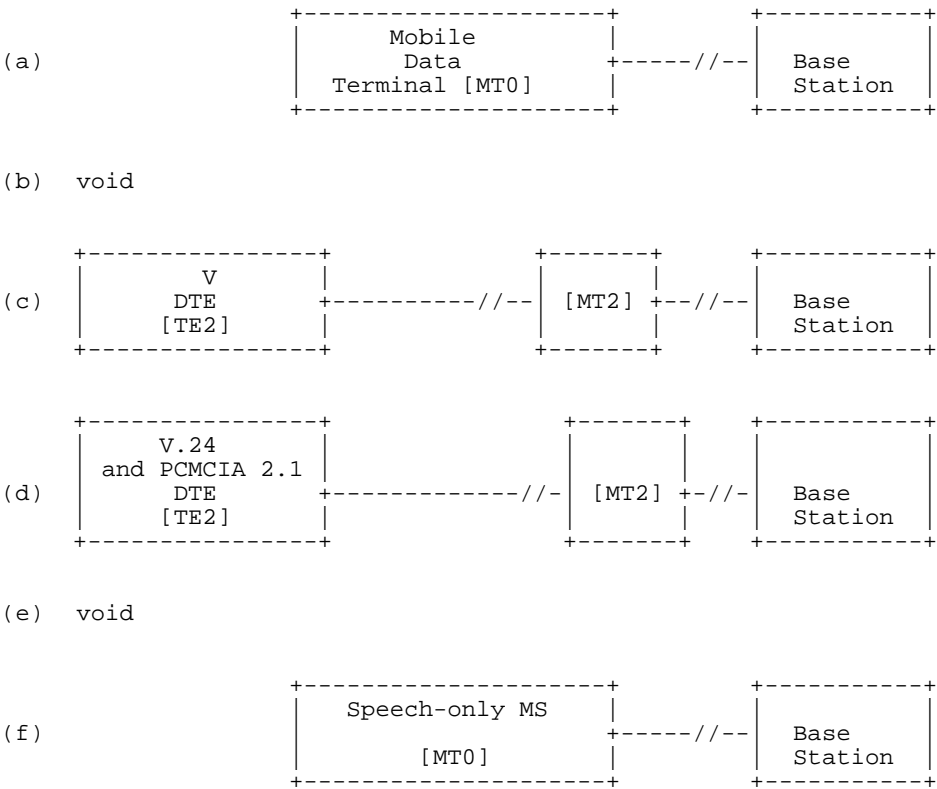 Mobile
(a) Data Base
Terminal [MT0] Station
(b) void
V
(c) DTE [MT2] Base
[TE2] Station
V.24
and PCMCIA 2.1
(d) DTE [MT2] Base
[TE2] Station
(e) void
Speech-only MS
(f) Base
[MT0] Station